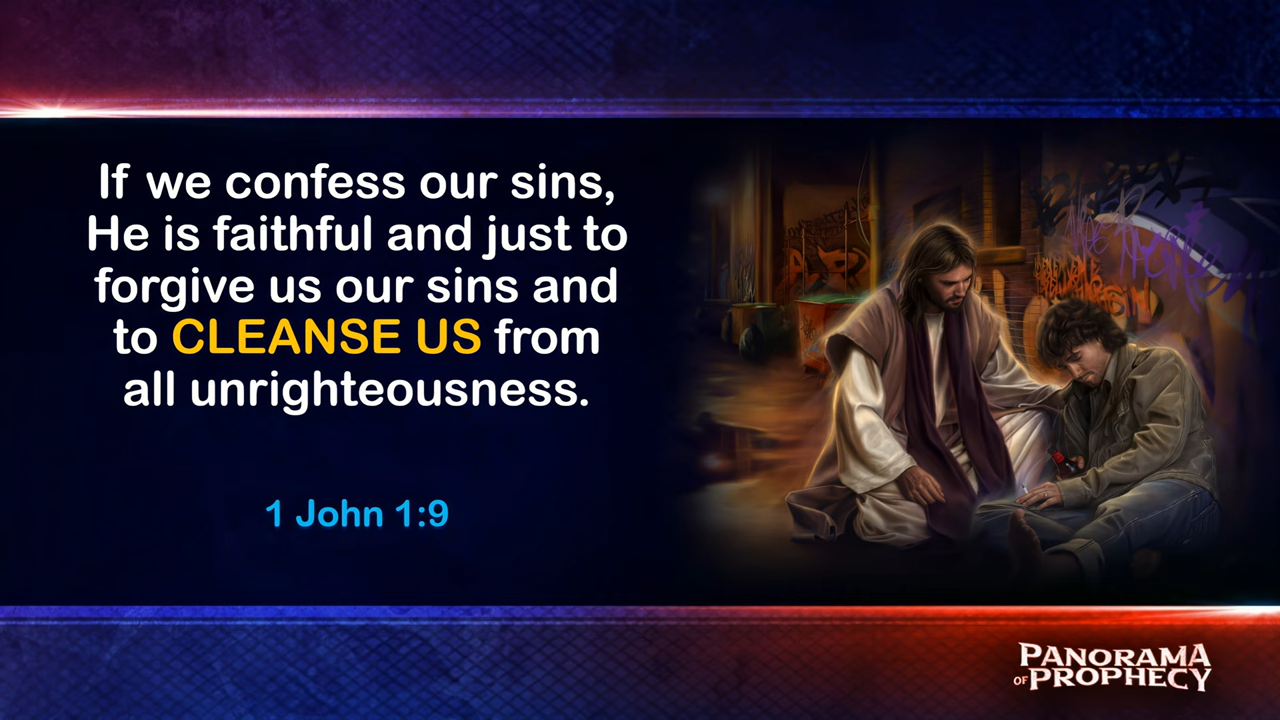 If we confess our sins,
He is faithful and just to
forgive us our sins and
to CLEANSE US from
all unrighteousness.
1 John 1:9
PANORAMA
OF PROPHECY